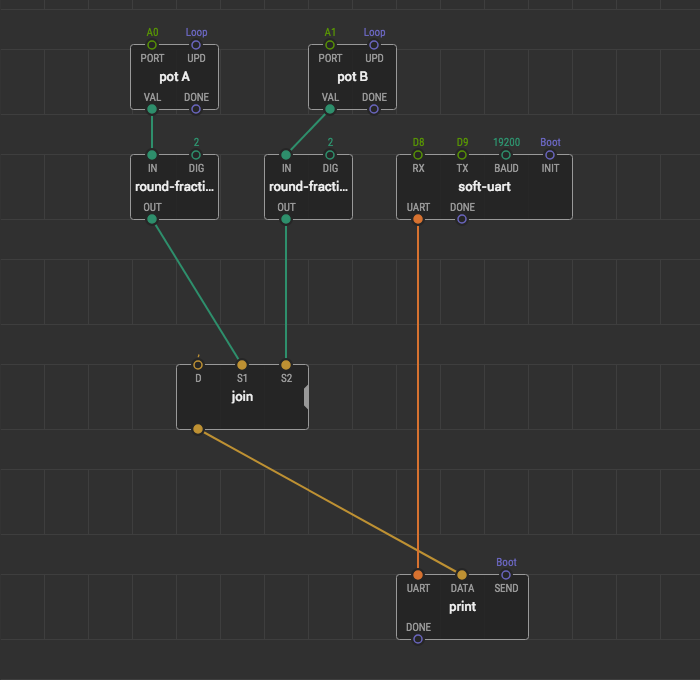 A0 Loop
PORT UPD
pot A
VAL DONE
A1 Loop
PORT UPD
pot B
VAL DONE
2
IN DIG
round-fracti...
OUT
2
IN DIG
round-fracti...
OUT
D8 D9 19200 Boot
RX TX BAUD INIT
soft-uart
UART DONE
D S1 S2
join
Boot
UART DATA SEND
print
DONE